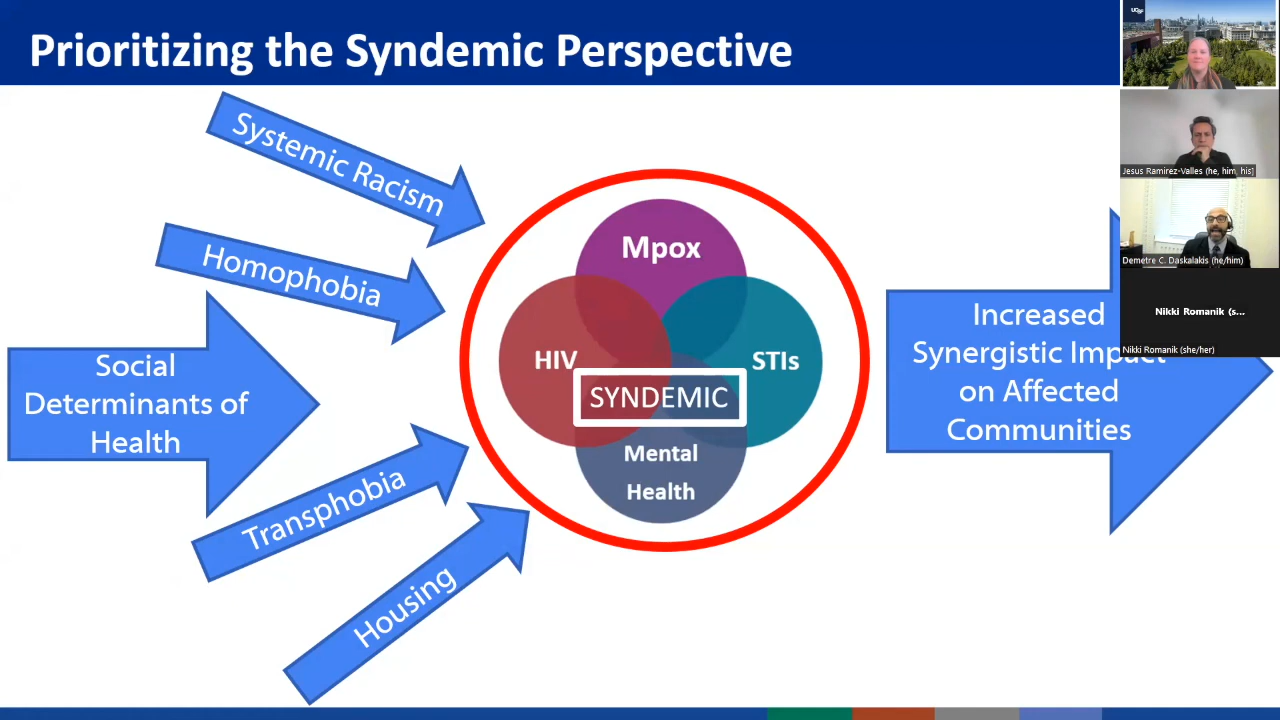 Prioritizing the Syndemic Perspective
Systemic Racism
Homophobia
Social
Determinants of
Health
Transphobia
Housing
Mpox
HIV
STIs
SYNDEMIC
Mental
Health
Increased
Synergistic Impact
on Affected
Communities
UCSF
Jesus Ramirez-Valles (he, him, his)
Demetre C. Daskalakis (he/him)
Nikki Romanik (s...
Nikki Romanik (she/her)